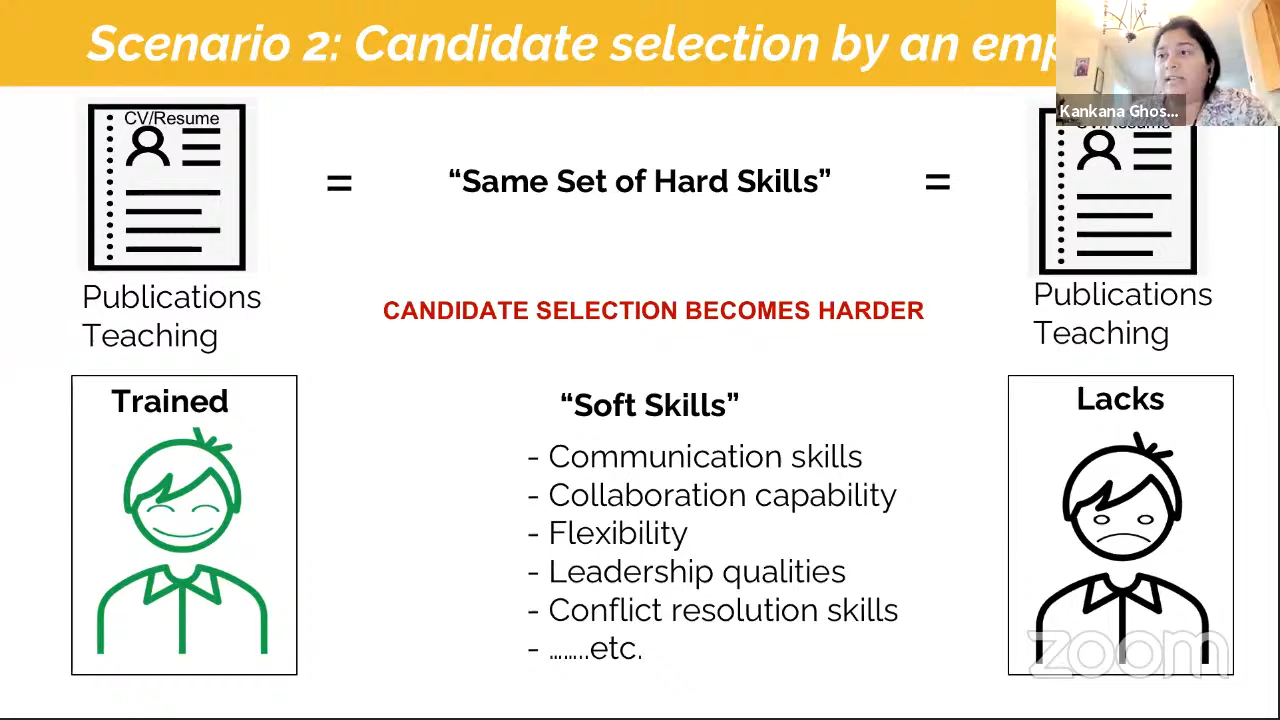 Scenario 2: Candidate selection by an emp
Kankana Ghos...
CV/Resume
CV/Resume
= "Same Set of Hard Skills" =
Publications
Teaching
Publications
Teaching
CANDIDATE SELECTION BECOMES HARDER
Trained
"Soft Skills"
Lacks
- Communication skills
- Collaboration capability
- Flexibility
- Leadership qualities
- Conflict resolution skills
- ........etc.
zoom